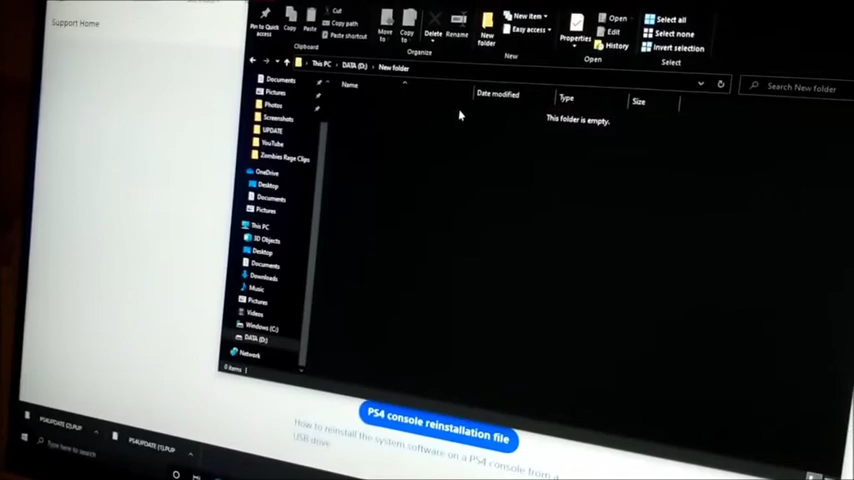 Support Home
Pin to Quick access
Copy
Paste
Cut
Copy path
Paste shortcut
Clipboard
Move to
Copy to
Delete
Rename
Organize
New folder
New item
Easy access
New
Properties
Open
Edit
History
Open
Select all
Select none
Invert selection
Select
This PC > DATA (D:) > New folder
Search New folder
Name
Date modified
Type
Size
This folder is empty.
Documents
Pictures
Photos
Screenshots
UPDATE
YouTube
Zombies Rage Clips
OneDrive
Desktop
Documents
Pictures
This PC
3D Objects
Desktop
Documents
Downloads
Music
Pictures
Videos
Windows (C:)
DATA (D:)
Network
0 items
PS4 console reinstallation file
How to reinstall the system software on a PS4 console from a
USB drive
PS4UPDATE (2).PUP
PS4UPDATE (1).PUP
Type here to search